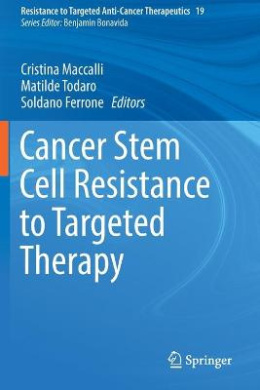 Resistance to Targeted Anti-Cancer Therapeutics 19
Series Editor: Benjamin Bonavida
Cristina Maccalli
Matilde Todaro
Soldano Ferrone Editors
Cancer Stem
Cell Resistance
to Targeted
Therapy
Springer